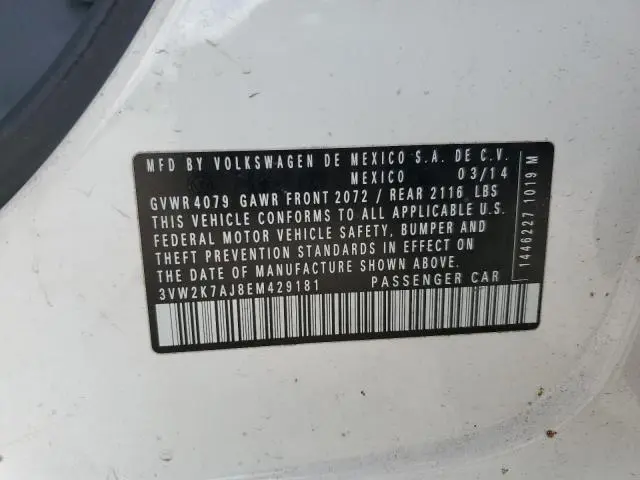 MFD BY VOLKSWAGEN DE MEXICO S.A. DE C.V.
MEXICO 03/14
GVWR 4079 GAWR FRONT 2072 / REAR 2116 LBS
THIS VEHICLE CONFORMS TO ALL APPLICABLE U.S.
FEDERAL MOTOR VEHICLE SAFETY, BUMPER AND
THEFT PREVENTION STANDARDS IN EFFECT ON
THE DATE OF MANUFACTURE SHOWN ABOVE.
3VW2K7AJ8EM429181 PASSENGER CAR
1446227 1019 M